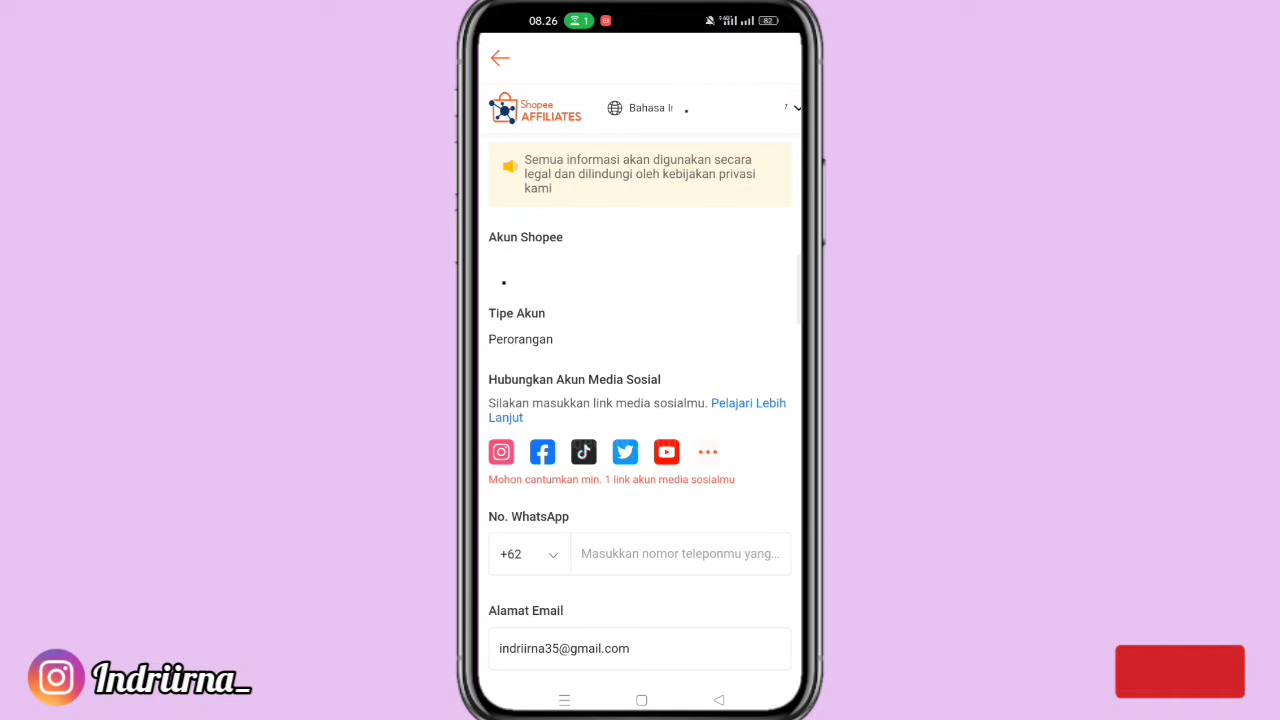 08.26
1
82
Shopee
AFFILIATES
Bahasa I
Semua informasi akan digunakan secara
legal dan dilindungi oleh kebijakan privasi
kami
Akun Shopee
Tipe Akun
Perorangan
Hubungkan Akun Media Sosial
Silakan masukkan link media sosialmu. Pelajari Lebih
Lanjut
Mohon cantumkan min. 1 link akun media sosialmu
No. WhatsApp
+62
Masukkan nomor teleponmu yang...
Alamat Email
indriirna35@gmail.com
Indriirna_